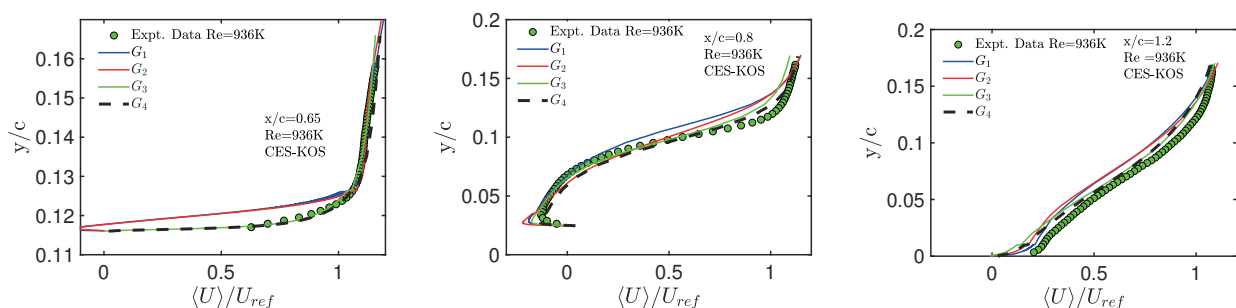 Expt. Data Re=936K
G1
G2
G3
G4
x/c=0.65
Re=936K
CES-KOS
y/c
0.16
0.15
0.14
0.13
0.12
0.11
0
0.5
1
⟨U⟩/Uref
Expt. Data Re=936K
G1
G2
G3
G4
x/c=0.8
Re=936K
CES-KOS
y/c
0.20
0.15
0.10
0.05
0
0
0.5
1
⟨U⟩/Uref
Expt. Data Re=936K
G1
G2
G3
G4
x/c=1.2
Re =936K
CES-KOS
y/c
0.2
0.15
0.1
0.05
0
0
0.5
1
⟨U⟩/Uref